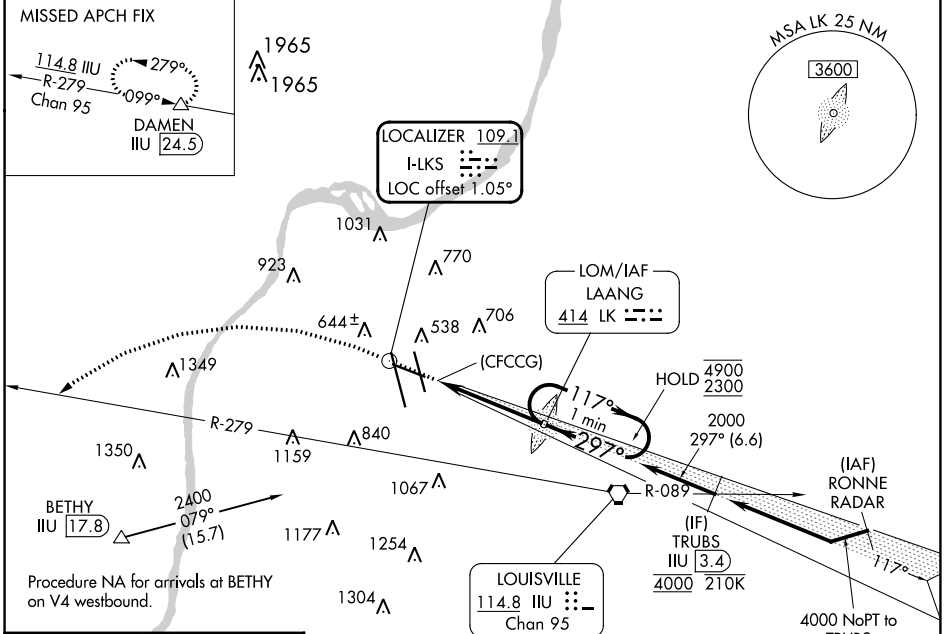 MISSED APCH FIX
114.8 IIU
R-279
Chan 95
279°
099°
DAMEN
IIU 24.5
1965
1965
MSA LK 25 NM
3600
LOCALIZER 109.1
I-LKS
LOC offset 1.05°
1031
770
923
644±
538
706
LOM/IAF
LAANG
414 LK
(CFCCG)
1349
HOLD 4900
2300
117°
1 min
297°
2000
297° (6.6)
R-279
840
1159
1350
1067
R-089
(IAF)
RONNE
RADAR
BETHY
IIU 17.8
2400
079°
(15.7)
1177
1254
(IF)
TRUBS
IIU 3.4
4000 210K
117°
Procedure NA for arrivals at BETHY
on V4 westbound.
LOUISVILLE
114.8 IIU
Chan 95
1304
4000 NoPT to